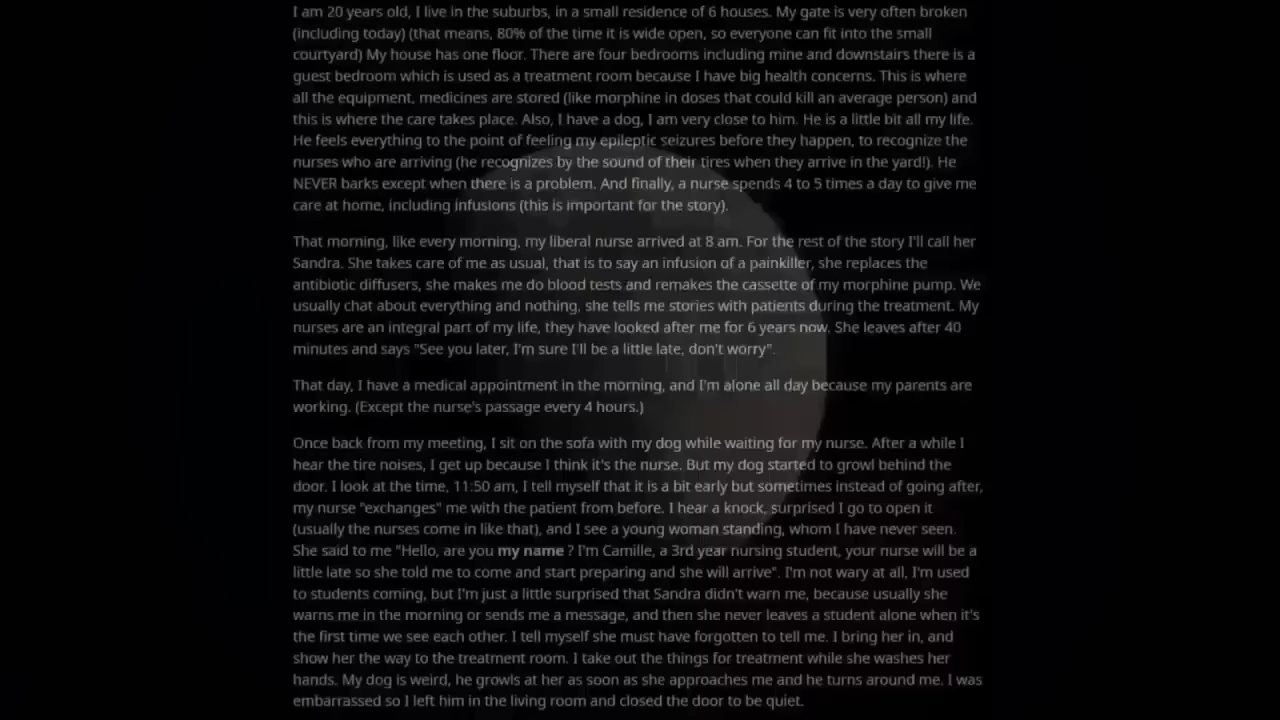 I am 20 years old, I live in the suburbs, in a small residence of 6 houses. My gate is very often broken
(including today) (that means, 80% of the time it is wide open, so everyone can fit into the small
courtyard) My house has one floor. There are four bedrooms including mine and downstairs there is a
guest bedroom which is used as a treatment room because I have big health concerns. This is where
all the equipment, medicines are stored (like morphine in doses that could kill an average person) and
this is where the care takes place. Also, I have a dog, I am very close to him. He is a little bit all my life.
He feels everything to the point of feeling my epileptic seizures before they happen, to recognize the
nurses who are arriving (he recognizes by the sound of their tires when they arrive in the yard!). He
NEVER barks except when there is a problem. And finally, a nurse spends 4 to 5 times a day to give me
care at home, including infusions (this is important for the story).
That morning, like every morning, my liberal nurse arrived at 8 am. For the rest of the story I'll call her
Sandra. She takes care of me as usual, that is to say an infusion of a painkiller, she replaces the
antibiotic diffusers, she makes me do blood tests and remakes the cassette of my morphine pump. We
usually chat about everything and nothing, she tells me stories with patients during the treatment. My
nurses are an integral part of my life, they have looked after me for 6 years now. She leaves after 40
minutes and says "See you later, I'm sure I'll be a little late, don't worry".
That day, I have a medical appointment in the morning, and I'm alone all day because my parents are
working. (Except the nurse's passage every 4 hours.)
Once back from my meeting, I sit on the sofa with my dog while waiting for my nurse. After a while I
hear the tire noises, I get up because I think it's the nurse. But my dog started to growl behind the
door. I look at the time, 11:50 am, I tell myself that it is a bit early but sometimes instead of going after,
my nurse "exchanges" me with the patient from before. I hear a knock, surprised I go to open it
(usually the nurses come in like that), and I see a young woman standing, whom I have never seen.
She said to me "Hello, are you my name ? I'm Camille, a 3rd year nursing student, your nurse will be a
little late so she told me to come and start preparing and she will arrive". I'm not wary at all, I'm used
to students coming, but I'm just a little surprised that Sandra didn't warn me, because usually she
warns me in the morning or sends me a message, and then she never leaves a student alone when it's
the first time we see each other. I tell myself she must have forgotten to tell me. I bring her in, and
show her the way to the treatment room. I take out the things for treatment while she washes her
hands. My dog is weird, he growls at her as soon as she approaches me and he turns around me. I was
embarrassed so I left him in the living room and closed the door to be quiet.